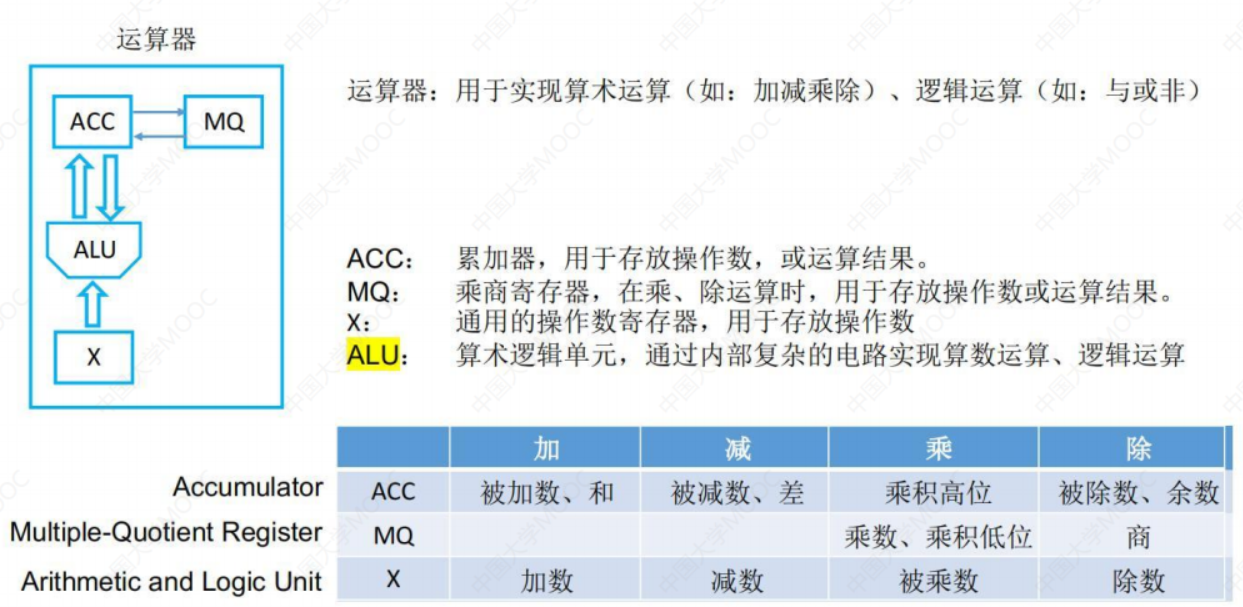 运算器
运算器：用于实现算术运算（如：加减乘除）、逻辑运算（如：与或非）
ACC
MQ
ALU
X
ACC： 累加器，用于存放操作数，或运算结果。
MQ： 乘商寄存器，在乘、除运算时，用于存放操作数或运算结果。
X： 通用的操作数寄存器，用于存放操作数
ALU： 算术逻辑单元，通过内部复杂的电路实现算数运算、逻辑运算
加 减 乘 除
Accumulator ACC 被加数、和 被减数、差 乘积高位 被除数、余数
Multiple-Quotient Register MQ 乘数、乘积低位 商
Arithmetic and Logic Unit X 加数 减数 被乘数 除数
中国大学MOOC